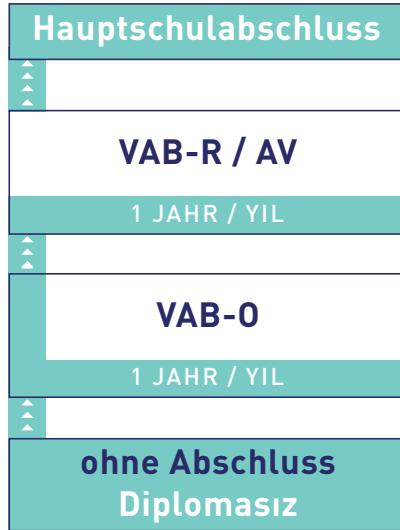 Hauptschulabschluss
VAB-R / AV
1 JAHR / YIL
VAB-O
1 JAHR / YIL
ohne Abschluss
Diplomasız